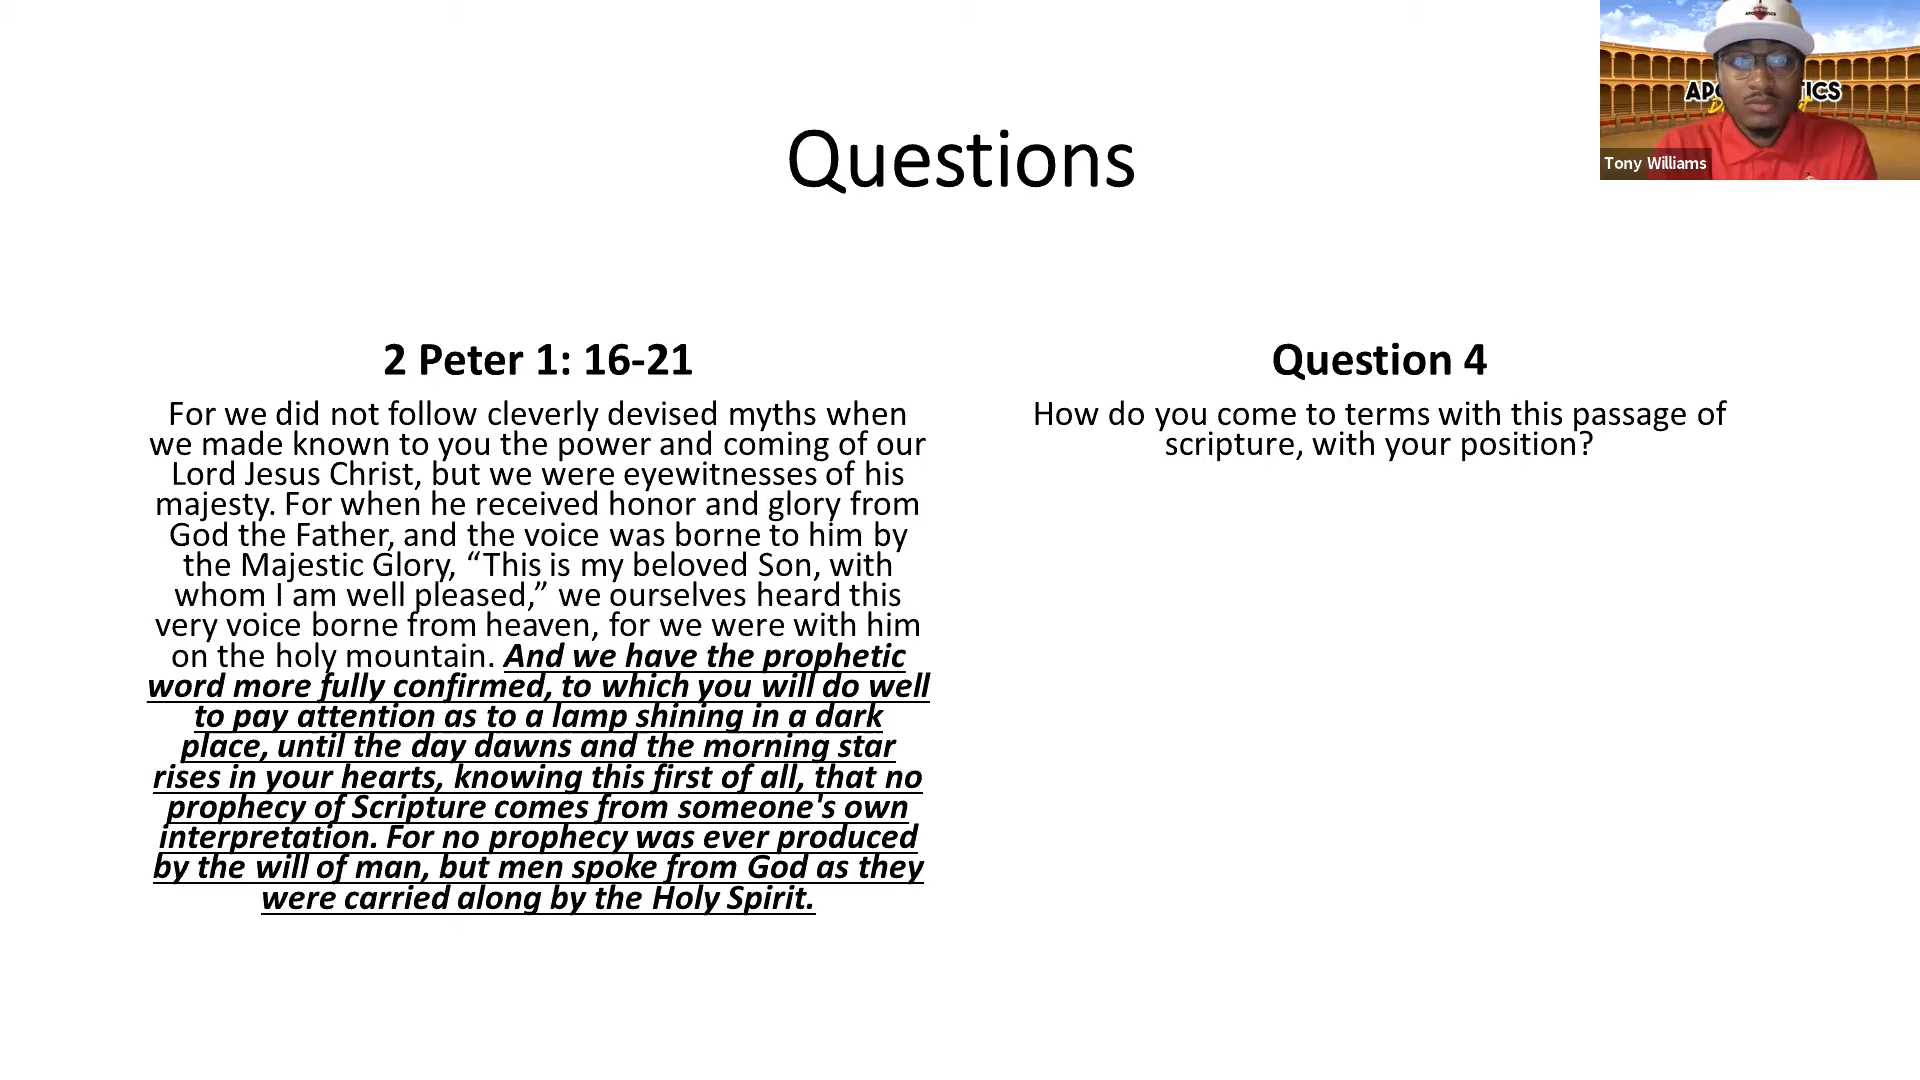 Questions
2 Peter 1: 16-21
For we did not follow cleverly devised myths when
we made known to you the power and coming of our
Lord Jesus Christ, but we were eyewitnesses of his
majesty. For when he received honor and glory from
God the Father, and the voice was borne to him by
the Majestic Glory, “This is my beloved Son, with
whom I am well pleased,” we ourselves heard this
very voice borne from heaven, for we were with him
on the holy mountain. And we have the prophetic
word more fully confirmed, to which you will do well
to pay attention as to a lamp shining in a dark
place, until the day dawns and the morning star
rises in your hearts, knowing this first of all, that no
prophecy of Scripture comes from someone's own
interpretation. For no prophecy was ever produced
by the will of man, but men spoke from God as they
were carried along by the Holy Spirit.
Question 4
How do you come to terms with this passage of
scripture, with your position?
Tony Williams